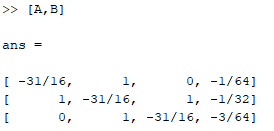 >> [A,B]
ans =
[ -31/16, 1, 0, -1/64]
[ 1, -31/16, 1, -1/32]
[ 0, 1, -31/16, -3/64]